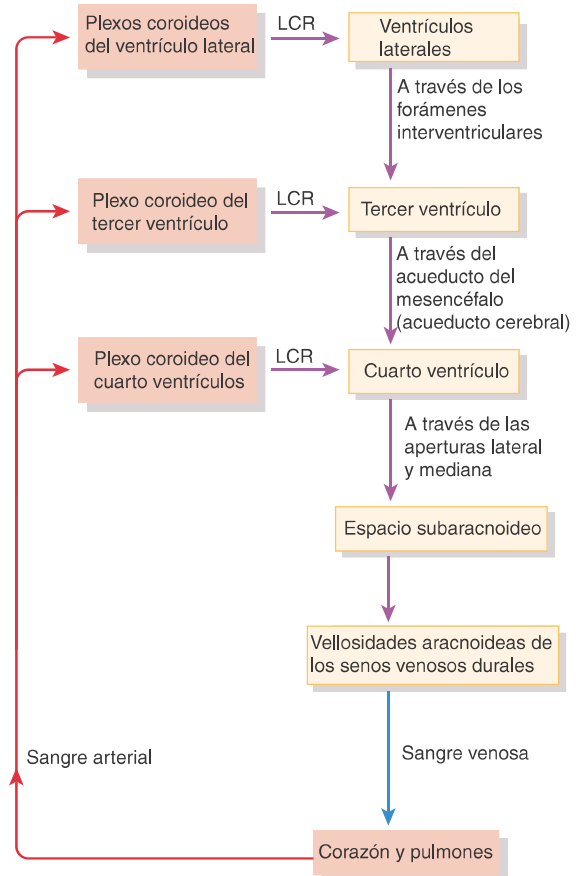 Plexos coroideos
del ventrículo lateral
LCR
Ventrículos
laterales
A través de los
forámenes
interventriculares
Plexo coroideo del
tercer ventrículo
LCR
Tercer ventrículo
A través del
acueducto del
mesencéfalo
(acueducto cerebral)
Plexo coroideo del
cuarto ventrículos
LCR
Cuarto ventrículo
A través de las
aperturas lateral
y mediana
Espacio subaracnoideo
Vellosidades aracnoideas de
los senos venosos durales
Sangre arterial
Sangre venosa
Corazón y pulmones